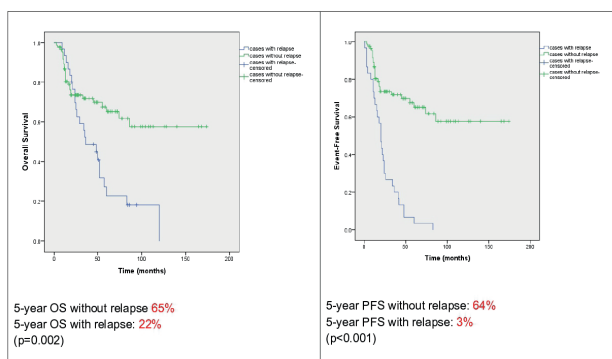 cases with relapse
cases without relapse
cases with relapse-
censored
cases without relapse-
censored
1.0
0.8
0.6
0.4
0.2
0.0
Overall Survival
0
50
100
150
200
Time (months)
5-year OS without relapse 65%
5-year OS with relapse: 22%
(p=0.002)
cases with relapse
cases without relapse
cases with relapse-
censored
cases without relapse-
censored
1.0
0.8
0.6
0.4
0.2
0.0
Event-Free Survival
0
50
100
150
200
Time (months)
5-year PFS without relapse: 64%
5-year PFS with relapse: 3%
(p<0.001)